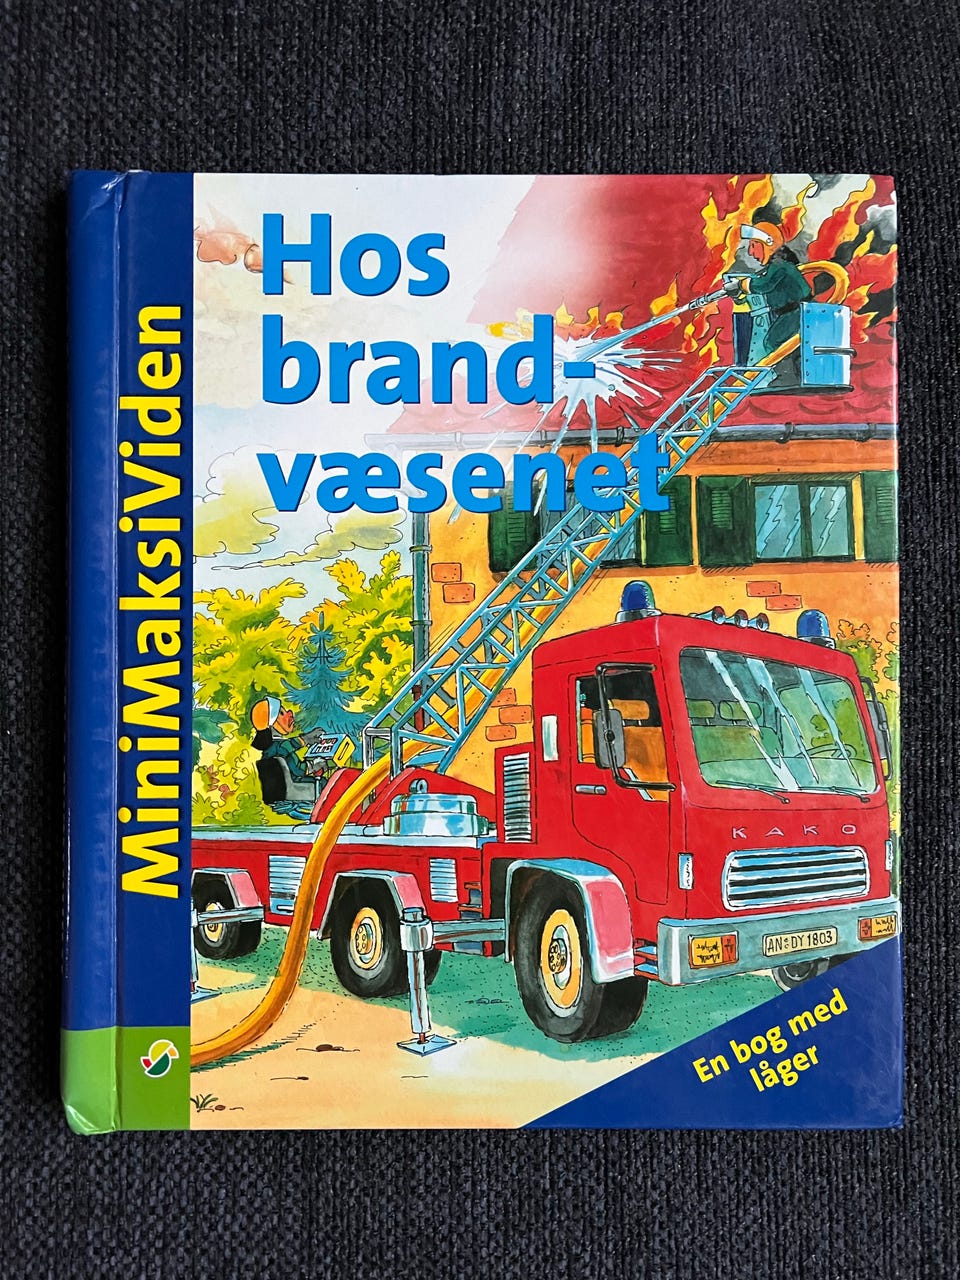 MiniMaksiViden
Hos
brand-
væsenet
KAKO
AN DY 1803
En bog med
låger